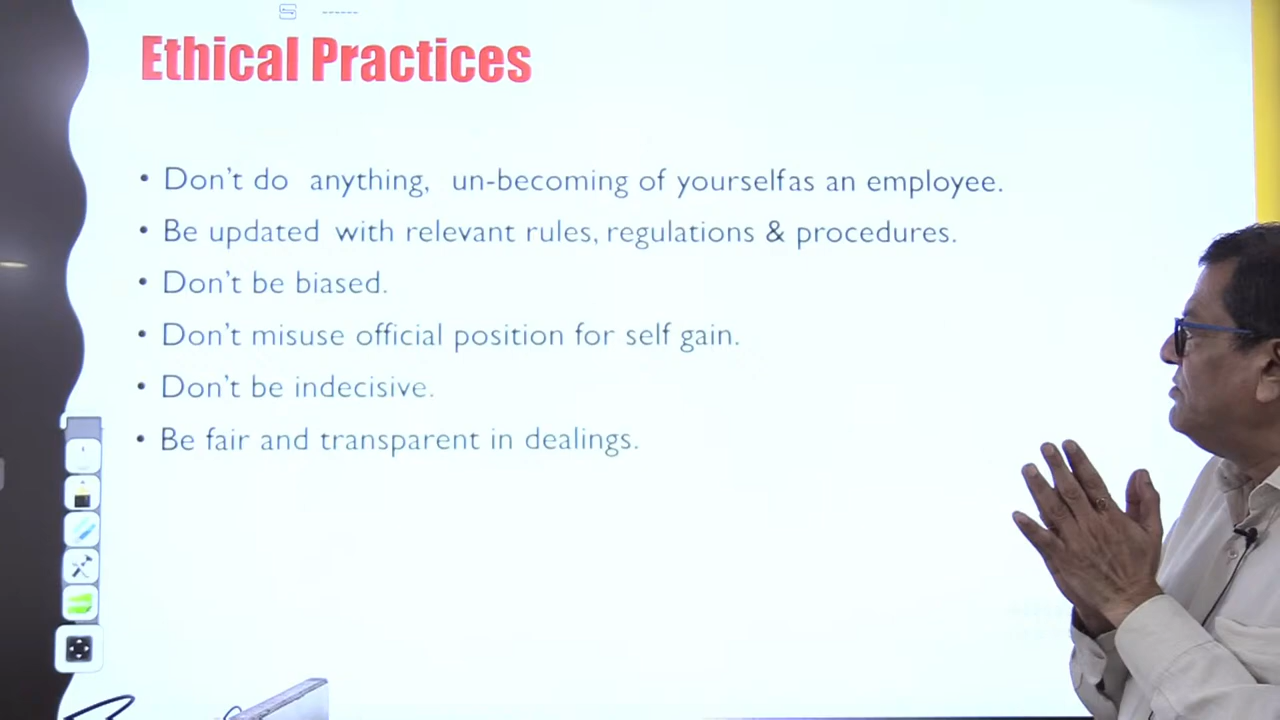 Ethical Practices
• Don't do anything, un-becoming of yourselfas an employee.
• Be updated with relevant rules, regulations & procedures.
• Don't be biased.
• Don't misuse official position for self gain.
• Don't be indecisive.
• Be fair and transparent in dealings.